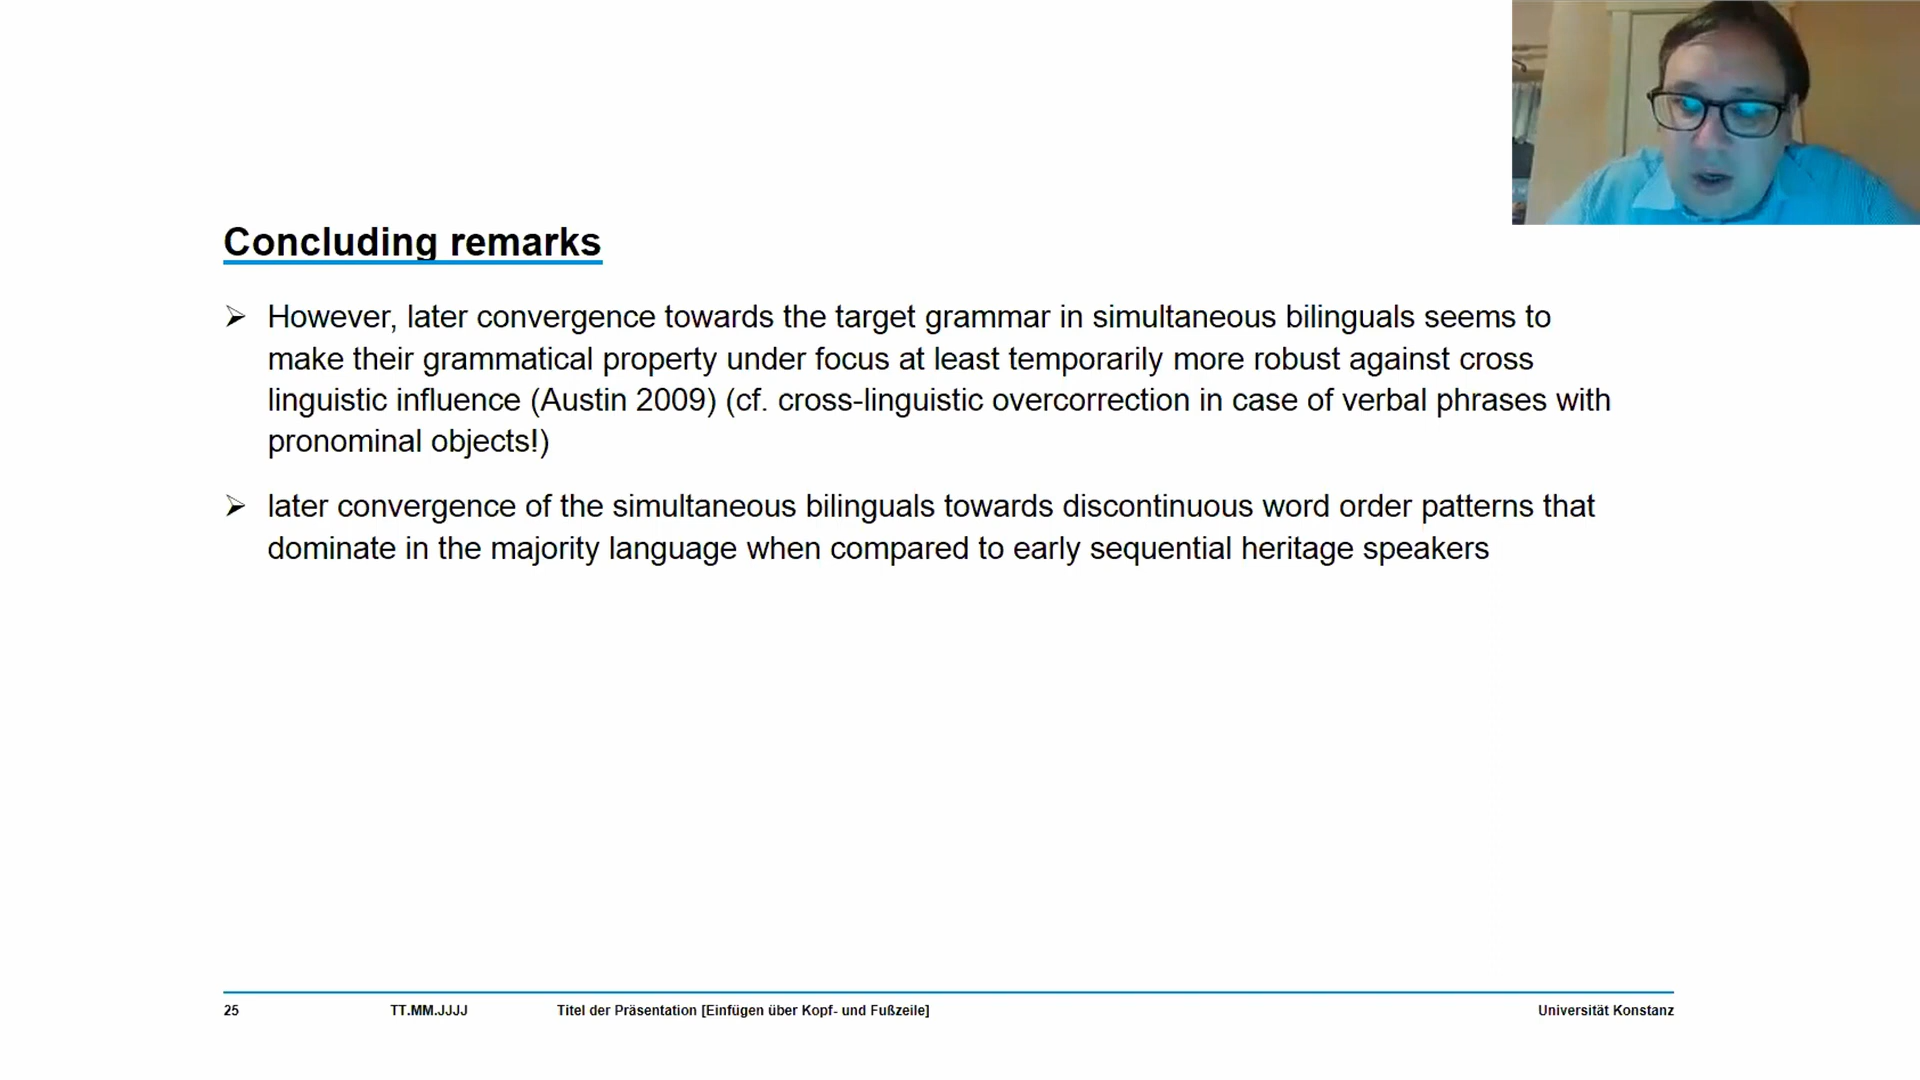 Concluding remarks
However, later convergence towards the target grammar in simultaneous bilinguals seems to
make their grammatical property under focus at least temporarily more robust against cross
linguistic influence (Austin 2009) (cf. cross-linguistic overcorrection in case of verbal phrases with
pronominal objects!)
later convergence of the simultaneous bilinguals towards discontinuous word order patterns that
dominate in the majority language when compared to early sequential heritage speakers
25 TT.MM.JJJJ Titel der Präsentation [Einfügen über Kopf- und Fußzeile] Universität Konstanz